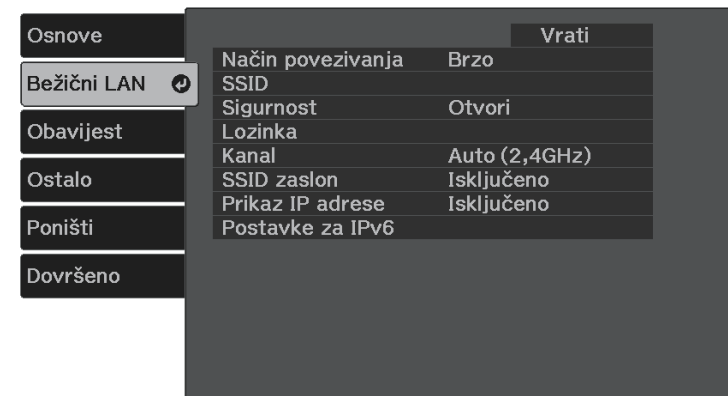 Osnove
Bežični LAN
Obavijest
Ostalo
Poništi
Dovršeno
Vrati
Način povezivanja Brzo
SSID
Sigurnost Otvori
Lozinka
Kanal Auto (2,4GHz)
SSID zaslon Isključeno
Prikaz IP adrese Isključeno
Postavke za IPv6